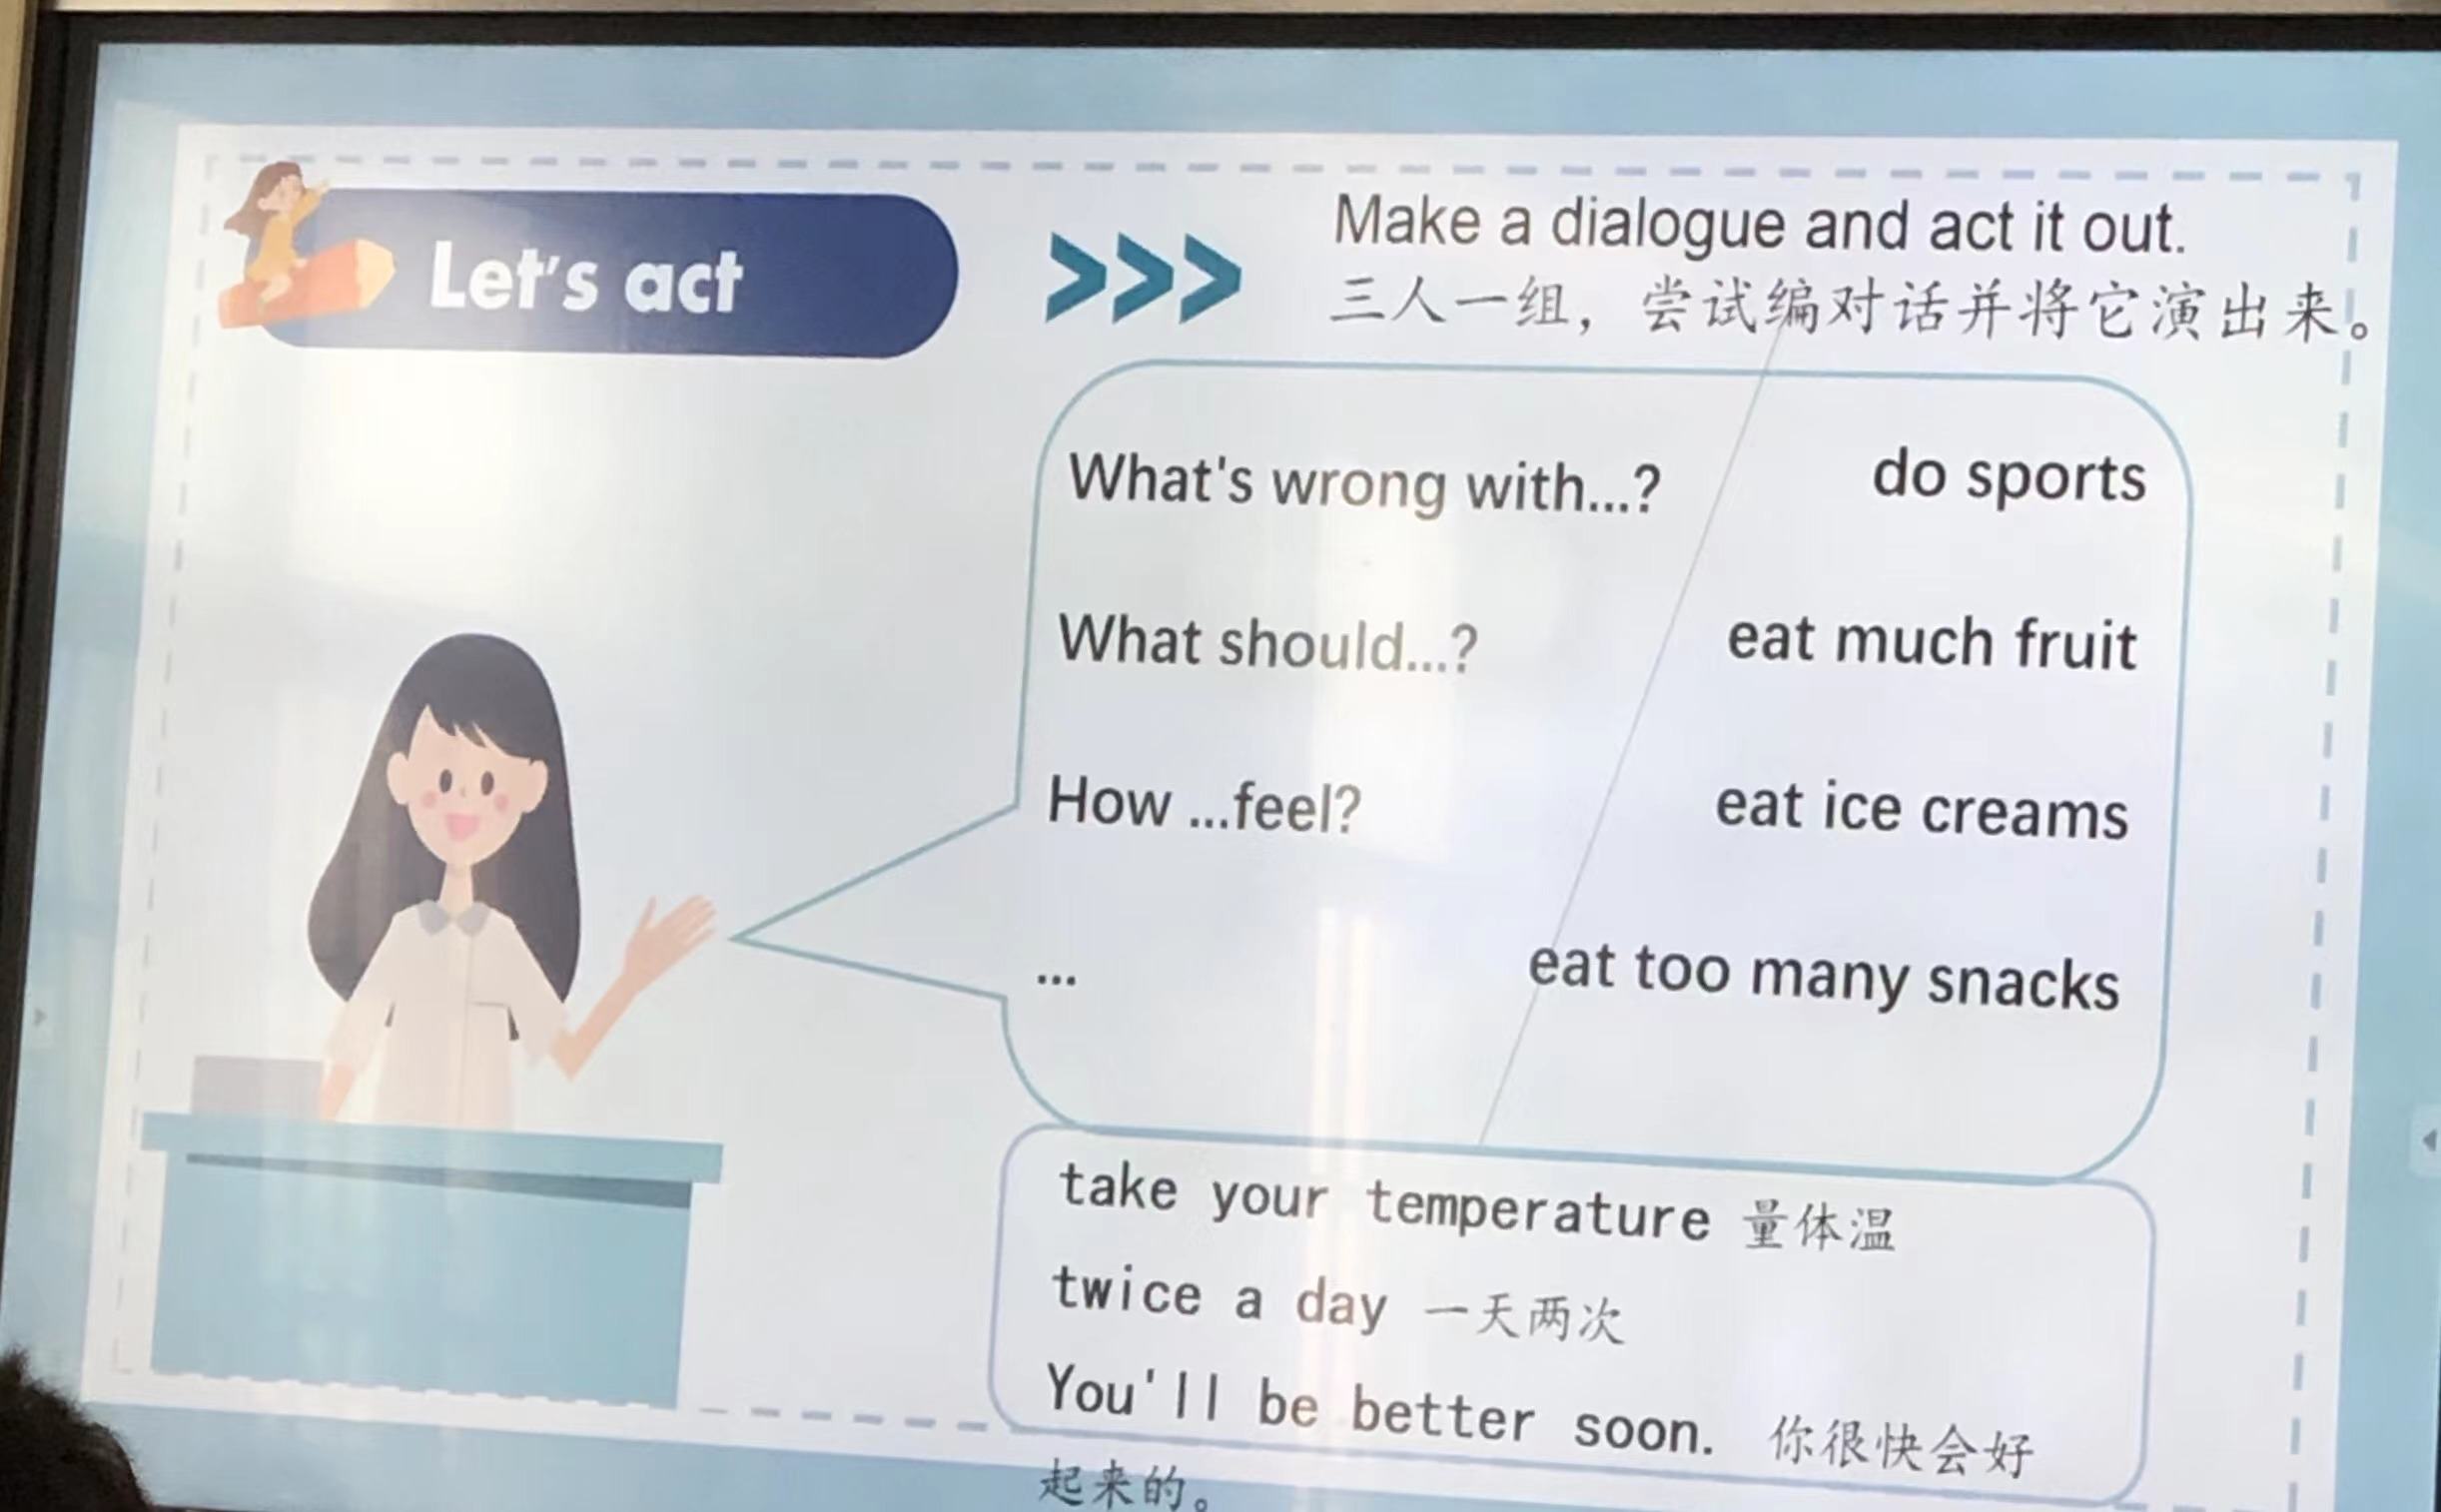 Let's act
Make a dialogue and act it out.
三人一组，尝试编对话并将它演出来。
What's wrong with...?
do sports
What should...?
eat much fruit
How ...feel?
eat ice creams
...
eat too many snacks
take your temperature 量体温
twice a day 一天两次
You'll be better soon. 你很快会好
起来的。